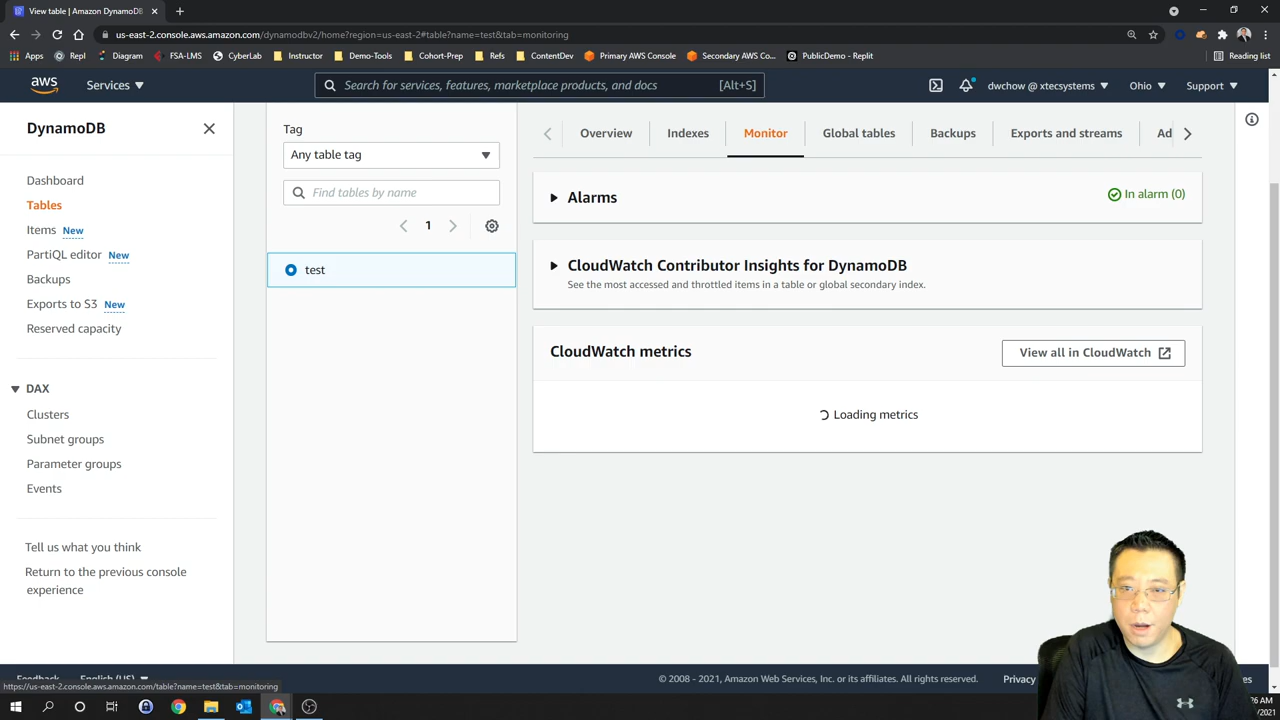 View table | Amazon DynamoDB
us-east-2.console.aws.amazon.com/dynamodbv2/home?region=us-east-2#table?name=test&tab=monitoring
Apps
Repl
Diagram
FSA-LMS
CyberLab
Instructor
Demo-Tools
Cohort-Prep
Refs
ContentDev
Primary AWS Console
Secondary AWS Co...
PublicDemo - Replit
Reading list
aws
Services
Search for services, features, marketplace products, and docs
[Alt+S]
dwchow @ xtecsystems
Ohio
Support
DynamoDB
Dashboard
Tables
Items New
PartiQL editor New
Backups
Exports to S3 New
Reserved capacity
DAX
Clusters
Subnet groups
Parameter groups
Events
Tell us what you think
Return to the previous console
experience
Tag
Any table tag
Find tables by name
1
test
Overview
Indexes
Monitor
Global tables
Backups
Exports and streams
Ad
Alarms
In alarm (0)
CloudWatch Contributor Insights for DynamoDB
See the most accessed and throttled items in a table or global secondary index.
CloudWatch metrics
View all in CloudWatch
Loading metrics
Feedback
English (US)
© 2008 - 2021, Amazon Web Services, Inc. or its affiliates. All rights reserved.
Privacy
https://us-east-2.console.aws.amazon.com/table?name=test&tab=monitoring